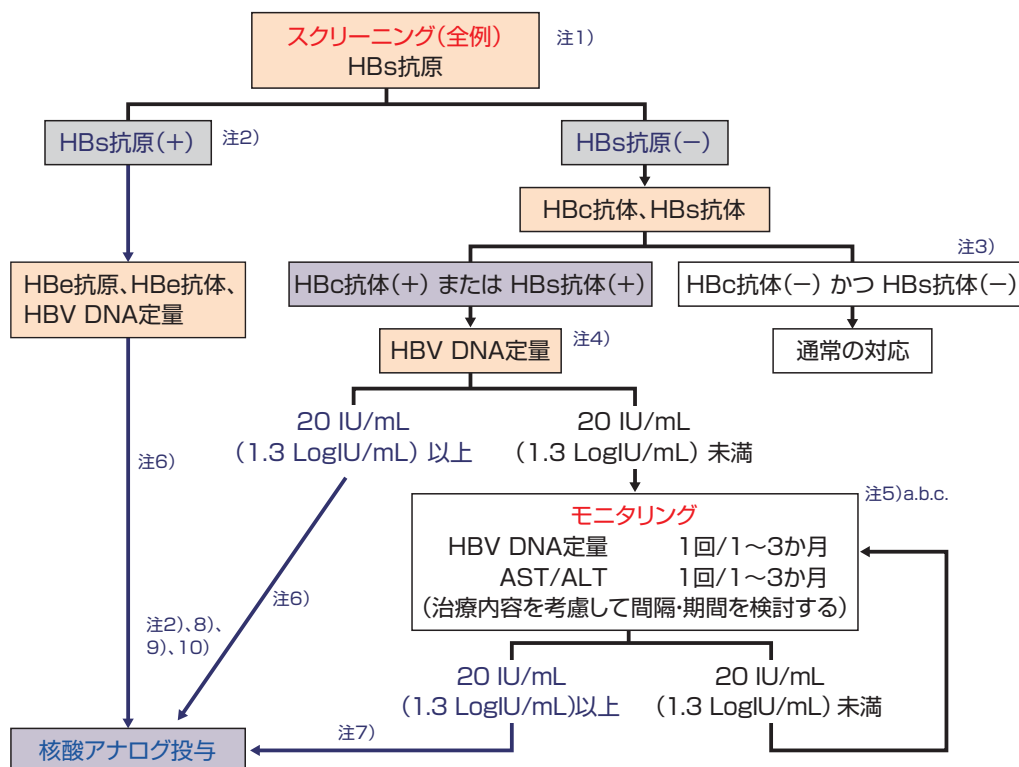 スクリーニング(全例)
HBs抗原
注1)
HBs抗原(+)
注2)
HBs抗原(−)
HBc抗体、HBs抗体
注3)
HBe抗原、HBe抗体、
HBV DNA定量
HBc抗体(+) または HBs抗体(+)
HBc抗体(−) かつ HBs抗体(−)
HBV DNA定量
注4)
通常の対応
20 IU/mL
(1.3 LogIU/mL) 以上
20 IU/mL
(1.3 LogIU/mL) 未満
注6)
注5)a.b.c.
モニタリング
HBV DNA定量 1回/1〜3か月
AST/ALT 1回/1〜3か月
(治療内容を考慮して間隔・期間を検討する)
注6)
注2)、8)、
9)、10)
20 IU/mL
(1.3 LogIU/mL)以上
20 IU/mL
(1.3 LogIU/mL) 未満
注7)
核酸アナログ投与